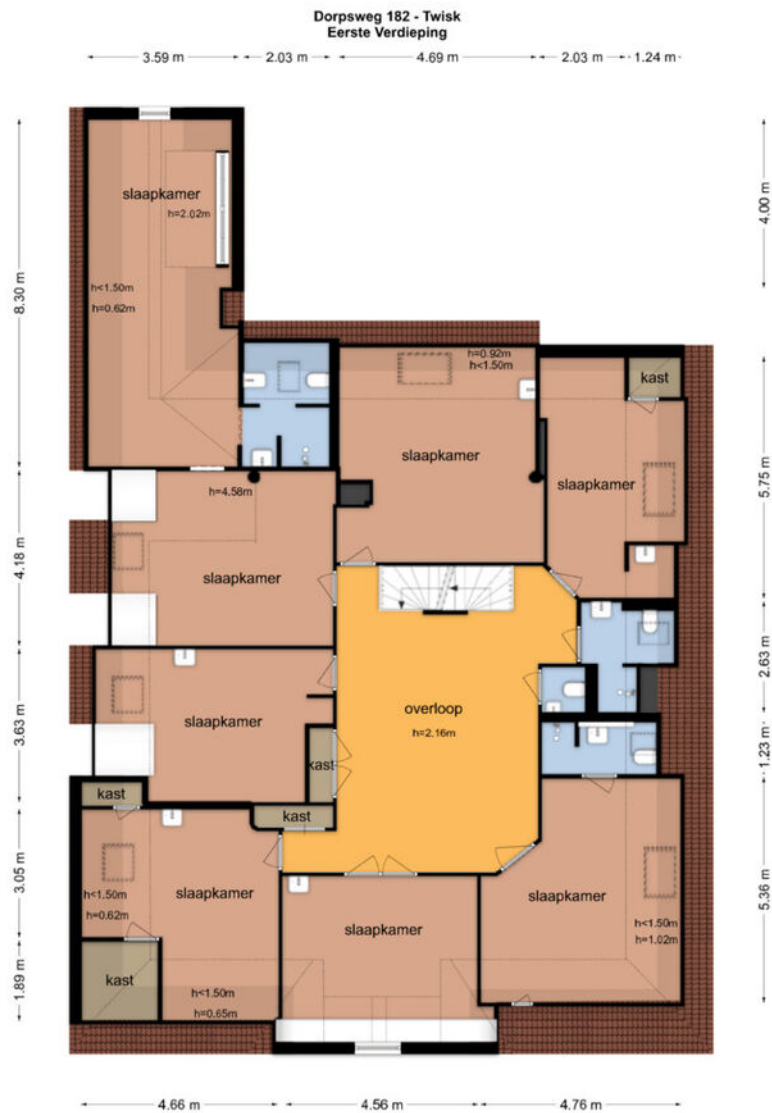 Dorpsweg 182 - Twisk
Eerste Verdieping
3.59 m
2.03 m
4.69 m
2.03 m
1.24 m
8.30 m
4.18 m
3.63 m
3.05 m
1.89 m
4.00 m
5.75 m
2.63 m
1.23 m
5.36 m
slaapkamer
h=2.02m
h<1.50m
h=0.62m
h=0.92m
h<1.50m
kast
slaapkamer
slaapkamer
h=4.58m
slaapkamer
slaapkamer
overloop
h=2.16m
kast
kast
kast
slaapkamer
h<1.50m
h=0.62m
kast
h<1.50m
h=0.65m
slaapkamer
slaapkamer
h<1.50m
h=1.02m
4.66 m
4.56 m
4.76 m